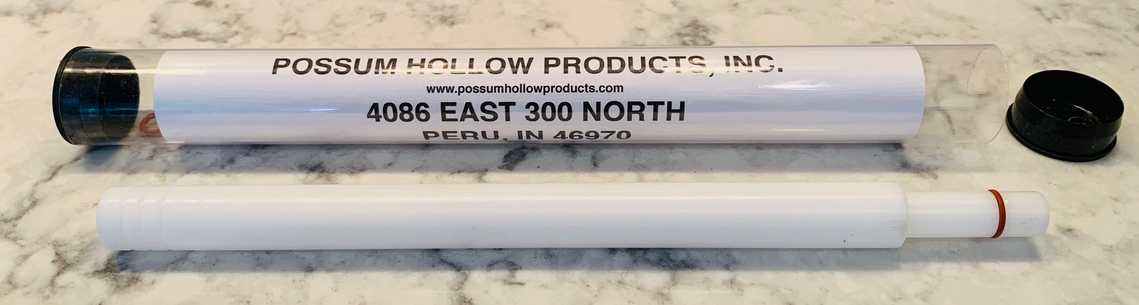 POSSUM HOLLOW PRODUCTS, INC.
www.possumhollowproducts.com
4086 EAST 300 NORTH
PERU, IN 46970